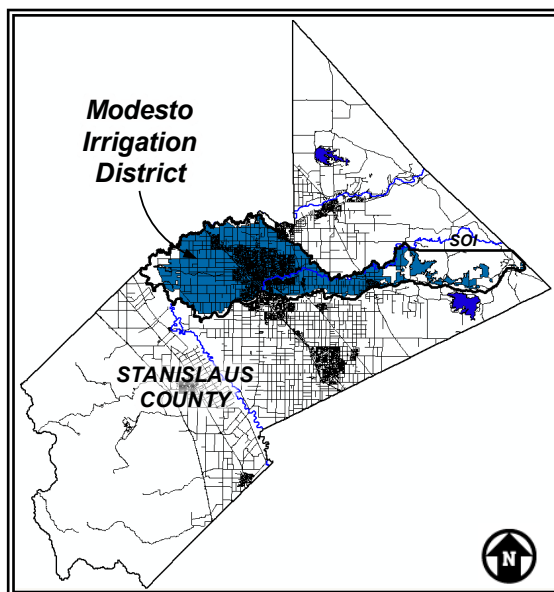 Modesto
Irrigation
District
SOI
STANISLAUS
COUNTY
N